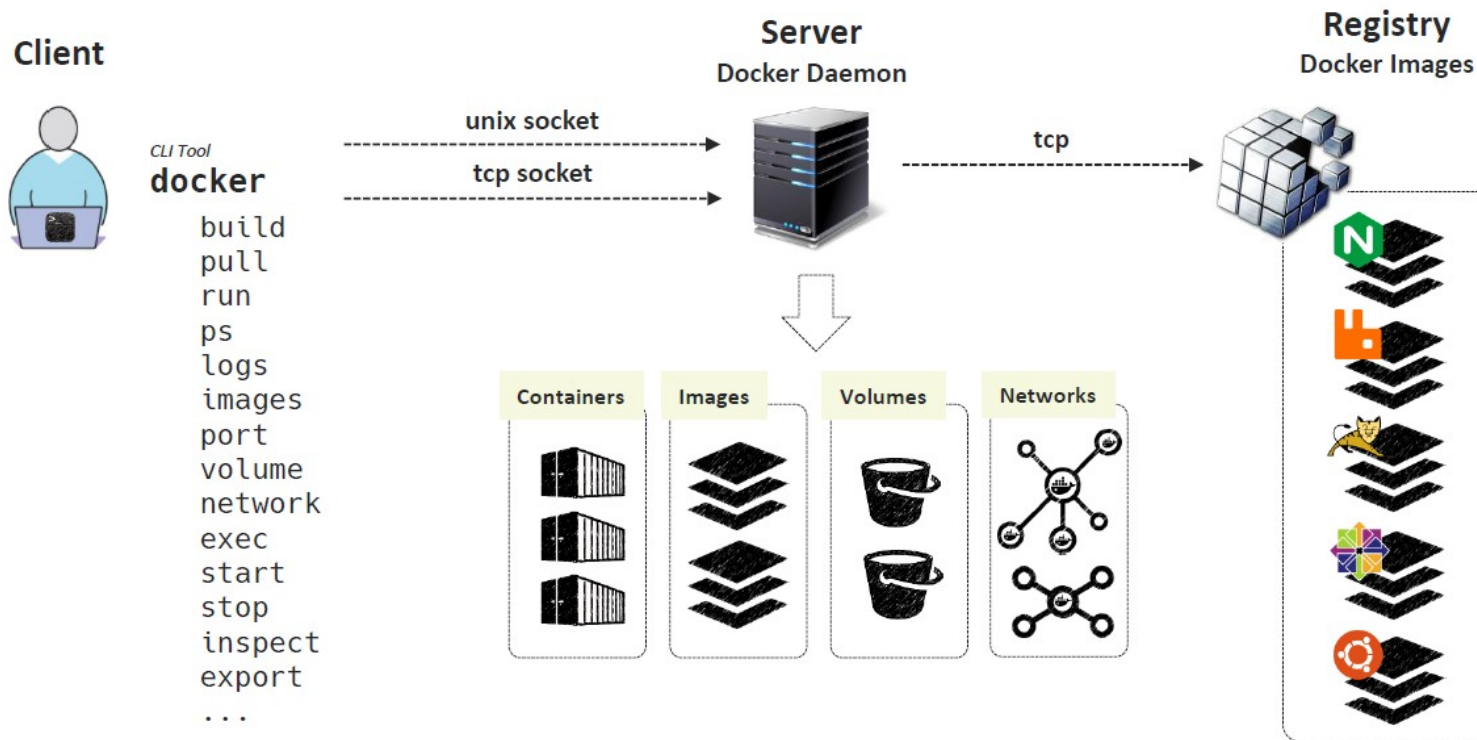 Client
CLI Tool
docker
build
pull
run
ps
logs
images
port
volume
network
exec
start
stop
inspect
export
...
unix socket
tcp socket
Server
Docker Daemon
tcp
Registry
Docker Images
Containers
Images
Volumes
Networks
N